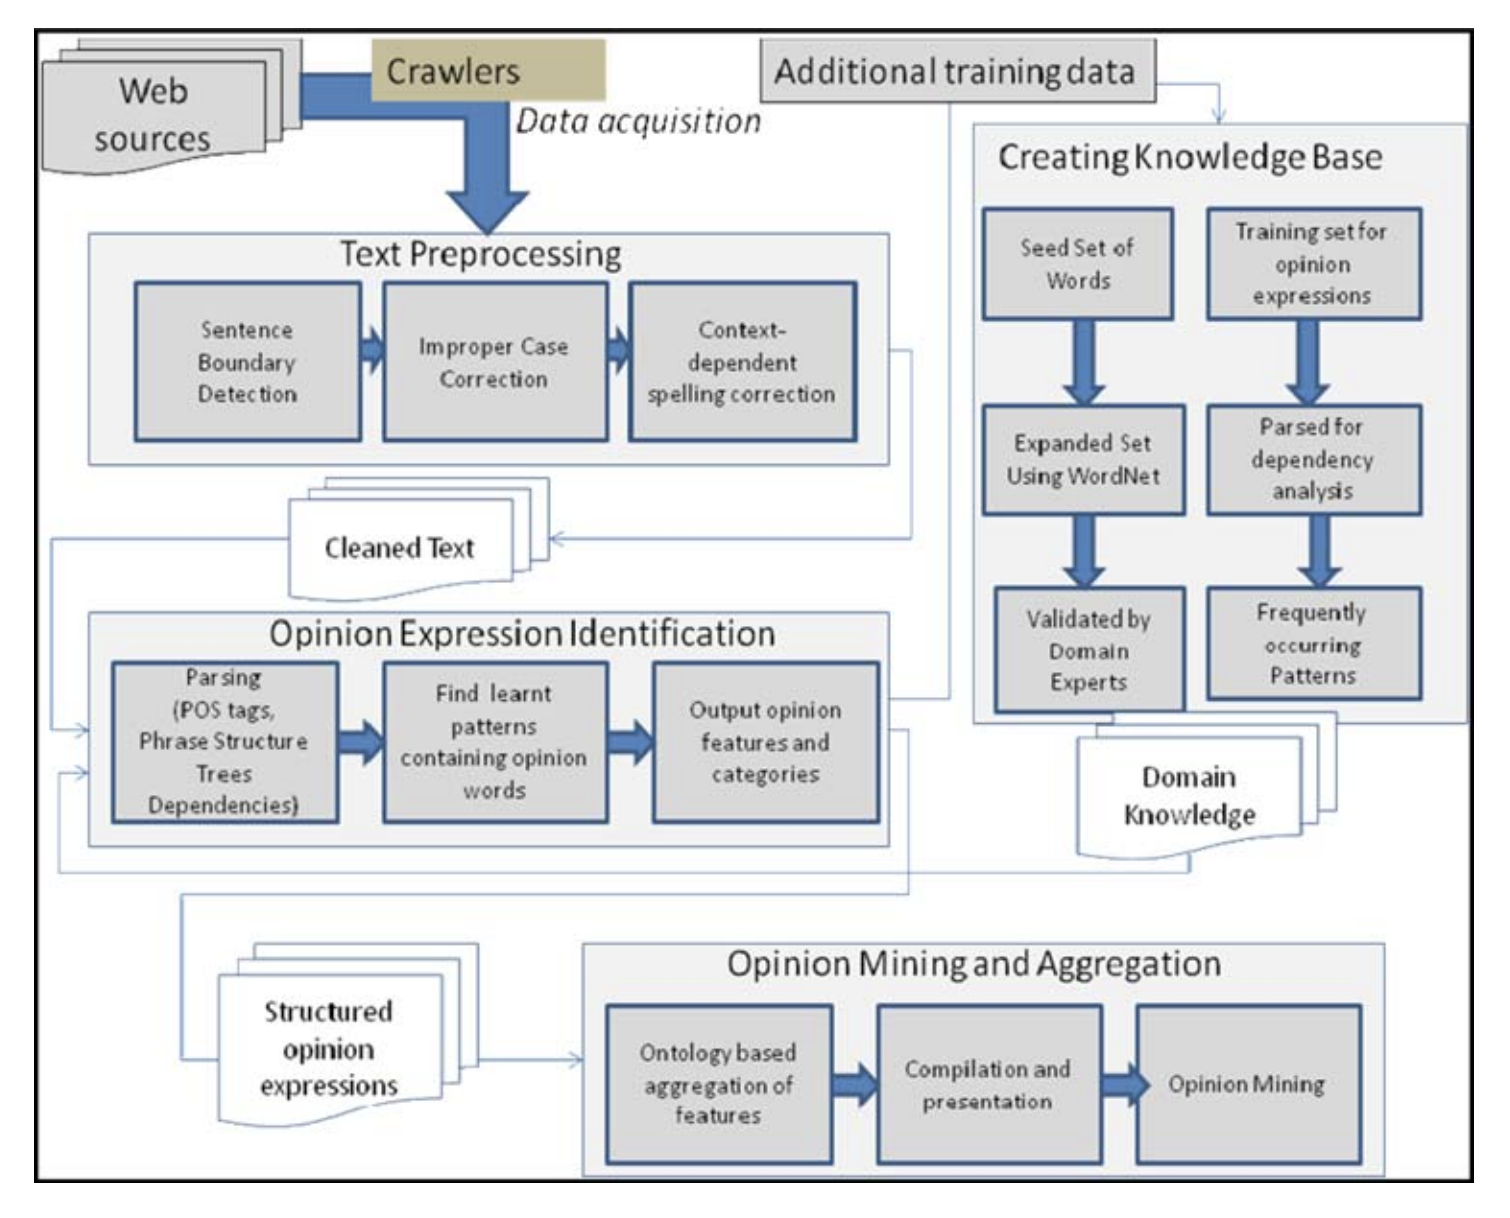 Web
sources
Crawlers
Data acquisition
Additional training data
Text Preprocessing
Sentence
Boundary
Detection
Improper Case
Correction
Context-
dependent
spelling correction
Cleaned Text
Opinion Expression Identification
Parsing
(POS tags,
Phrase Structure
Trees
Dependencies)
Find learnt
patterns
containing opinion
words
Output opinion
features and
categories
Creating Knowledge Base
Seed Set of
Words
Expanded Set
Using WordNet
Validated by
Domain
Experts
Training set for
opinion
expressions
Parsed for
dependency
analysis
Frequently
occurring
Patterns
Domain
Knowledge
Structured
opinion
expressions
Opinion Mining and Aggregation
Ontology based
aggregation of
features
Compilation and
presentation
Opinion Mining